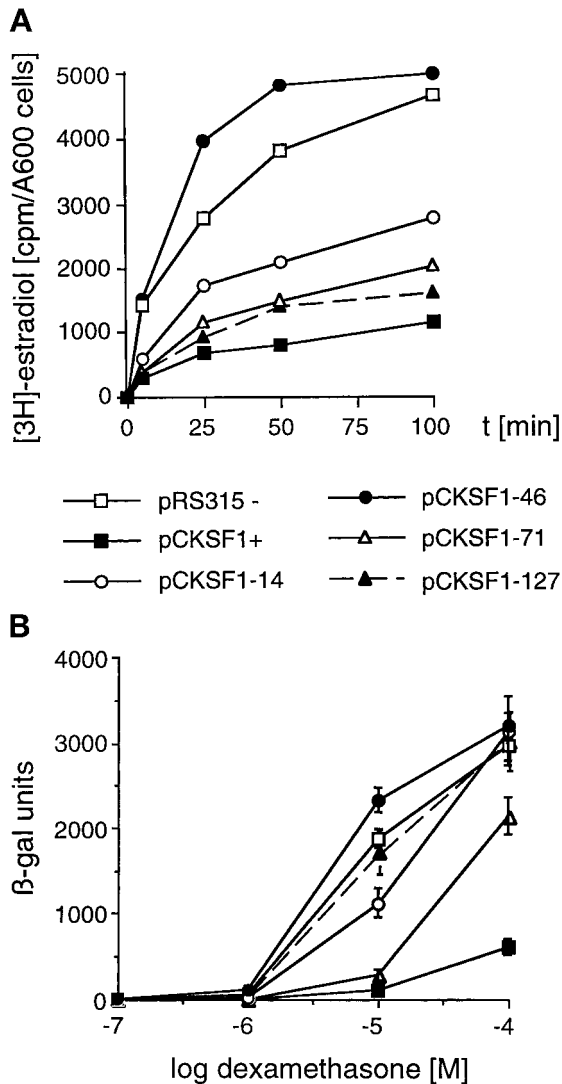 A
[3H]-estradiol [cpm/A600 cells]
5000
4000
3000
2000
1000
0
0 25 50 75 100 t [min]
pRS315 - pCKSF1-46
pCKSF1+ pCKSF1-71
pCKSF1-14 pCKSF1-127
B
ß-gal units
4000
3000
2000
1000
0
-7 -6 -5 -4
log dexamethasone [M]